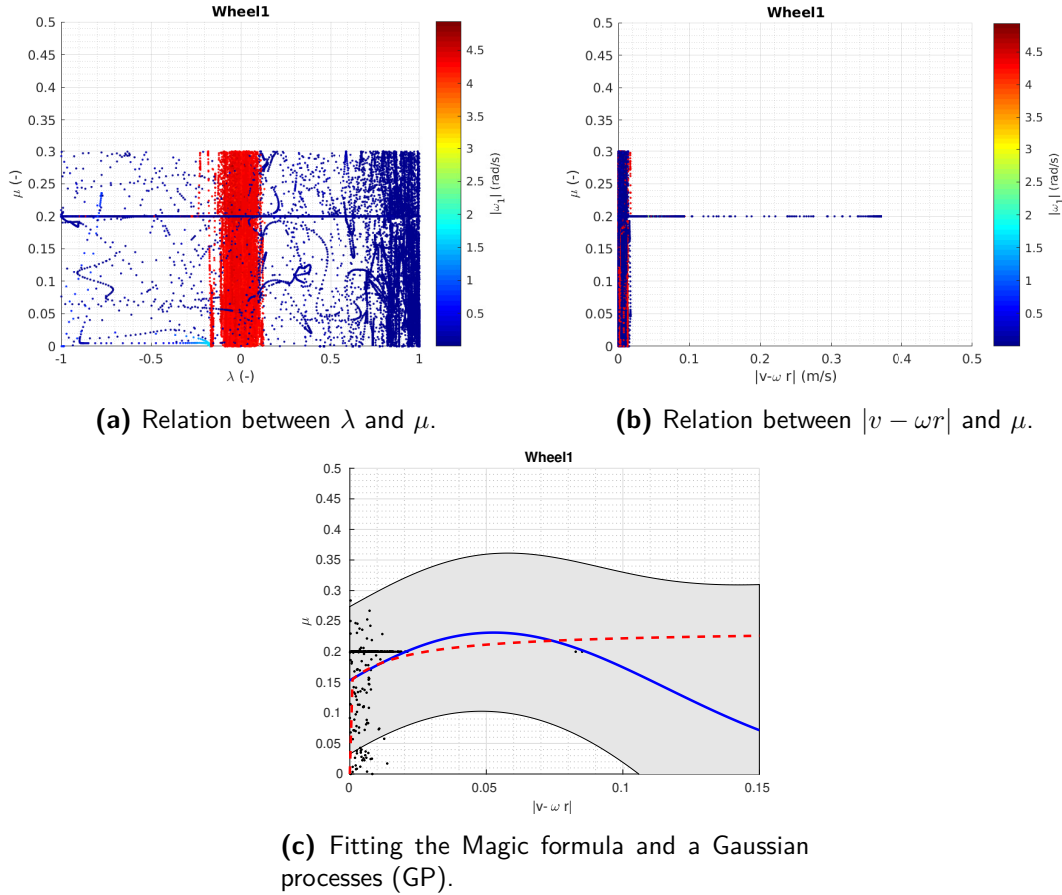 Wheel1
0.5
0.45
0.4
0.35
0.3
0.25
0.2
0.15
0.1
0.05
0
μ (-)
-1 -0.5 0 0.5 1
λ (-)
4.5
4
3.5
3
2.5
2
1.5
1
0.5
|ω₁| (rad/s)
Wheel1
0.5
0.45
0.4
0.35
0.3
0.25
0.2
0.15
0.1
0.05
0
μ (-)
0 0.1 0.2 0.3 0.4 0.5
|v-ω r| (m/s)
4.5
4
3.5
3
2.5
2
1.5
1
0.5
|ω₁| (rad/s)
(a) Relation between λ and μ.
(b) Relation between |v − ωr| and μ.
Wheel1
0.5
0.45
0.4
0.35
0.3
0.25
0.2
0.15
0.1
0.05
0
μ
0 0.05 0.1 0.15
|v- ω r|
(c) Fitting the Magic formula and a Gaussian
processes (GP).